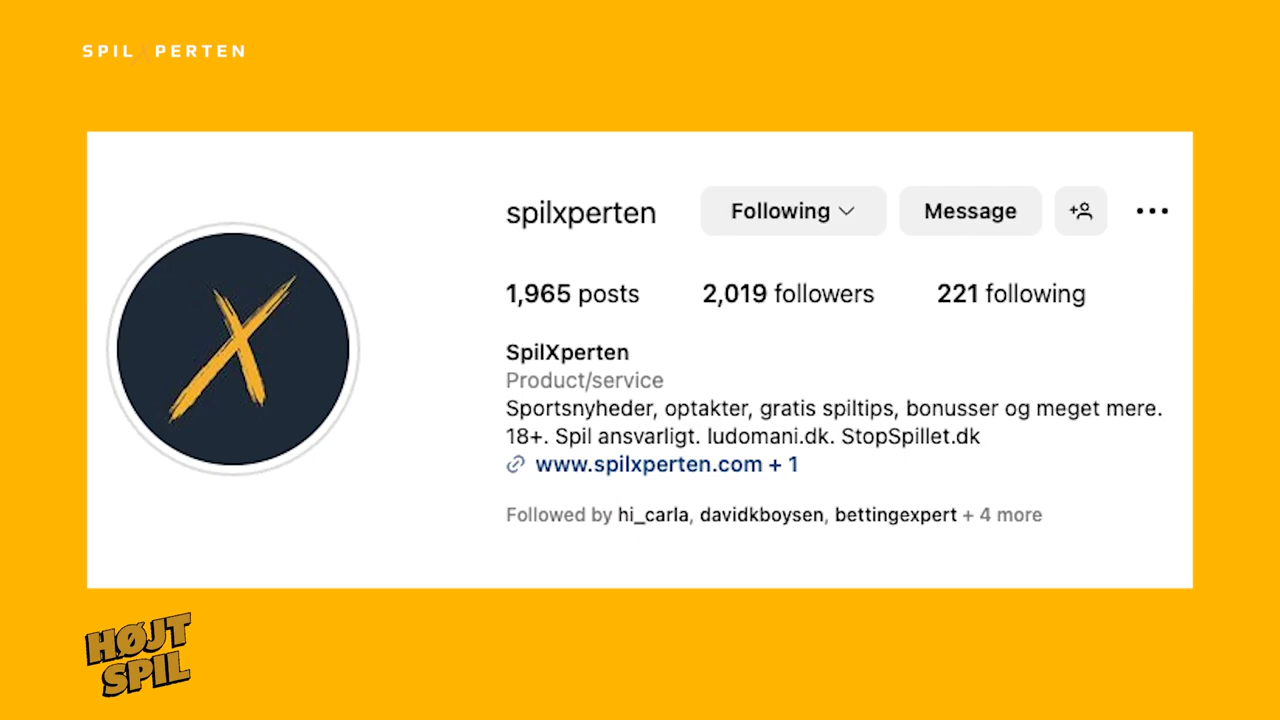 SPIL PERTEN
spilxperten Following Message
1,965 posts 2,019 followers 221 following
SpilXperten
Product/service
Sportsnyheder, optakter, gratis spiltips, bonusser og meget mere.
18+. Spil ansvarligt. ludomani.dk. StopSpillet.dk
www.spilxperten.com + 1
Followed by hi_carla, davidkboysen, bettingexpert + 4 more
HØJT
SPIL